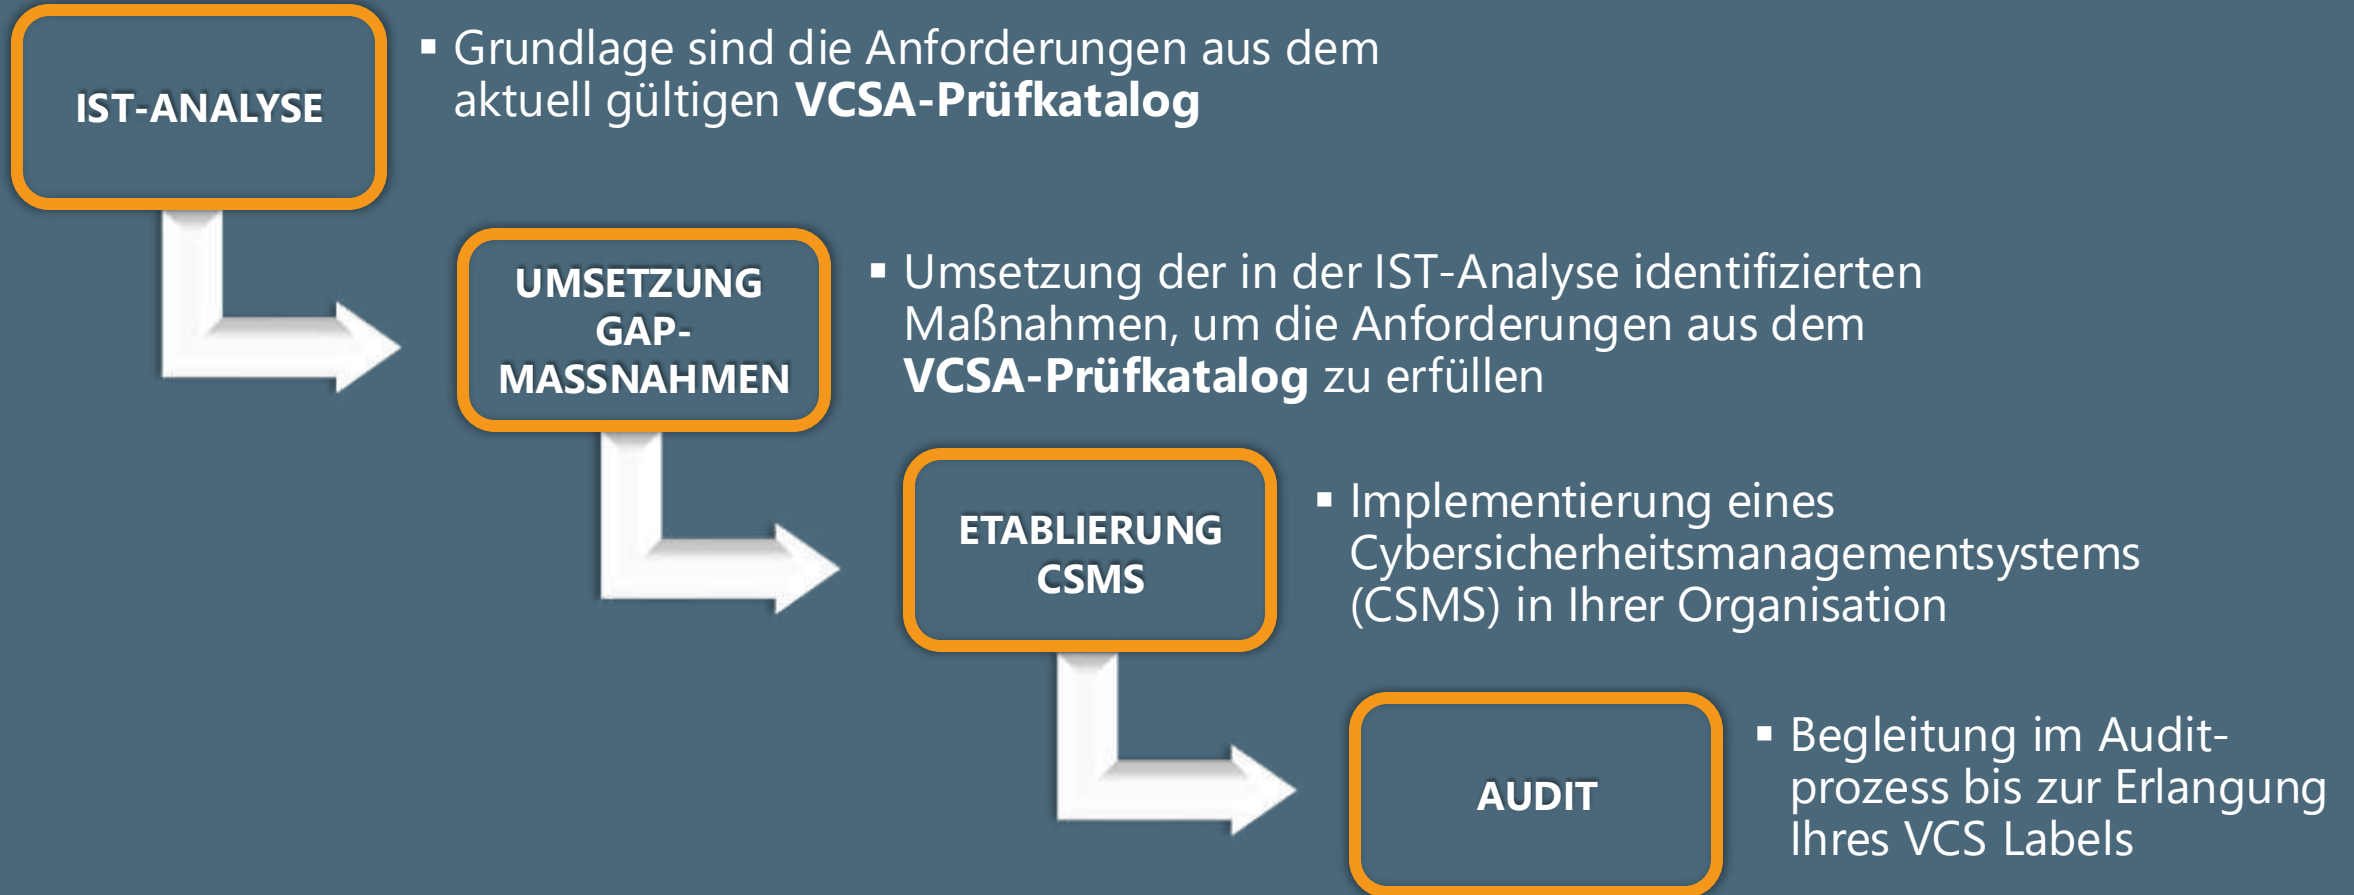 IST-ANALYSE
▪ Grundlage sind die Anforderungen aus dem
aktuell gültigen VCSA-Prüfkatalog
UMSETZUNG
GAP-
MASSNAHMEN
▪ Umsetzung der in der IST-Analyse identifizierten
Maßnahmen, um die Anforderungen aus dem
VCSA-Prüfkatalog zu erfüllen
ETABLIERUNG
CSMS
▪ Implementierung eines
Cybersicherheitsmanagementsystems
(CSMS) in Ihrer Organisation
AUDIT
▪ Begleitung im Audit-
prozess bis zur Erlangung
Ihres VCS Labels